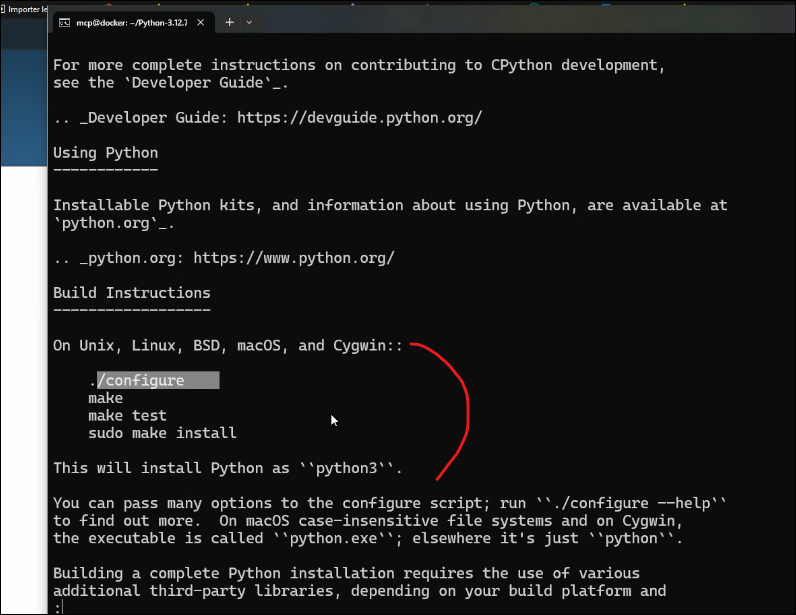 Importer le
mcp@docker: ~/Python-3.12.7
For more complete instructions on contributing to CPython development,
see the `Developer Guide`_.
.. _Developer Guide: https://devguide.python.org/
Using Python
------------
Installable Python kits, and information about using Python, are available at
`python.org`_.
.. _python.org: https://www.python.org/
Build Instructions
------------------
On Unix, Linux, BSD, macOS, and Cygwin::
./configure
make
make test
sudo make install
This will install Python as ``python3``.
You can pass many options to the configure script; run ``./configure --help``
to find out more.  On macOS case-insensitive file systems and on Cygwin,
the executable is called ``python.exe``; elsewhere it's just ``python``.
Building a complete Python installation requires the use of various
additional third-party libraries, depending on your build platform and
: